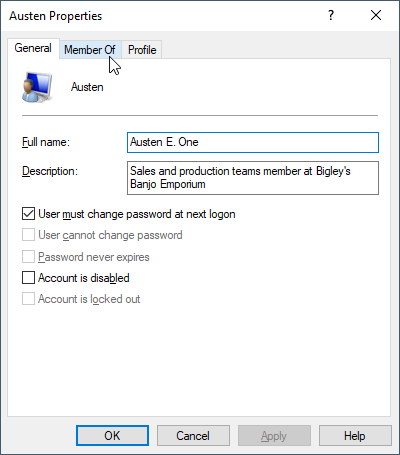 Austen Properties
General Member Of Profile
Austen
Full name: Austen E. One
Description: Sales and production teams member at Bigley's
Banjo Emporium
User must change password at next logon
User cannot change password
Password never expires
Account is disabled
Account is locked out
OK Cancel Apply Help